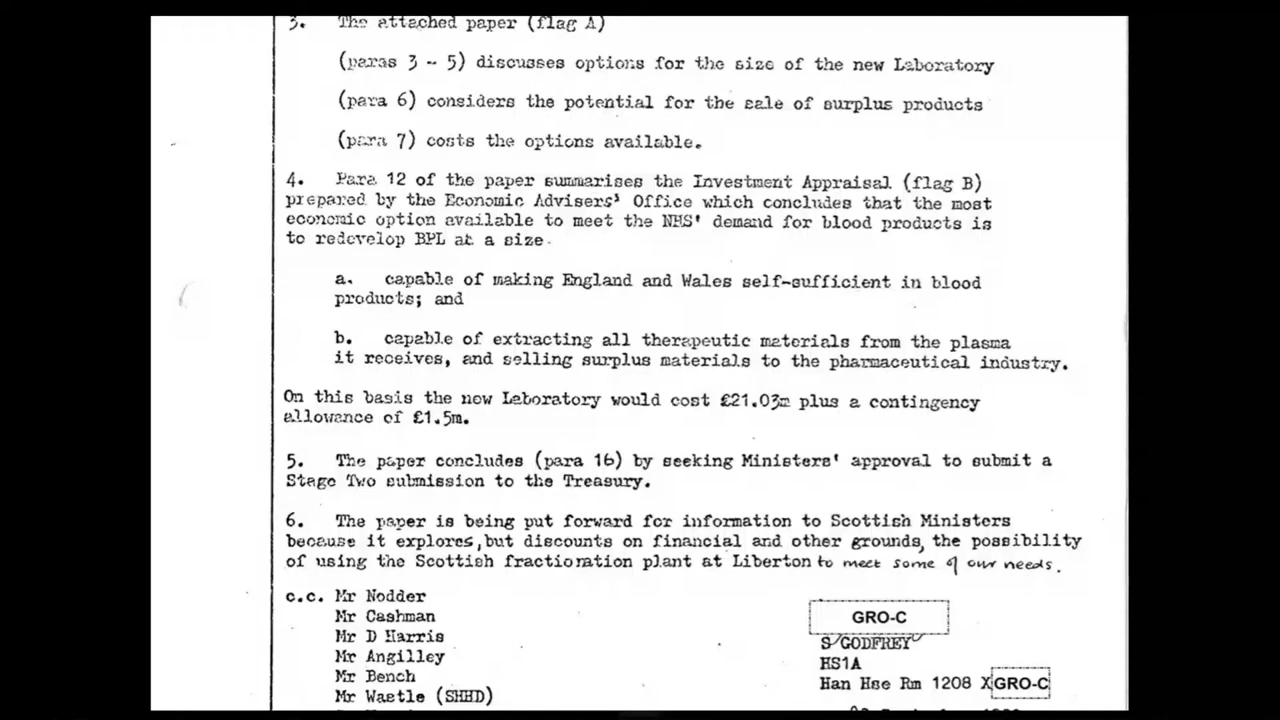 3. The attached paper (flag A)
(paras 3 - 5) discusses options for the size of the new Laboratory
(para 6) considers the potential for the sale of surplus products
(para 7) costs the options available.
4. Para 12 of the paper summarises the Investment Appraisal (flag B)
prepared by the Economic Advisers' Office which concludes that the most
economic option available to meet the NHS' demand for blood products is
to redevelop BPL at a size
a. capable of making England and Wales self-sufficient in blood
products; and
b. capable of extracting all therapeutic materials from the plasma
it receives, and selling surplus materials to the pharmaceutical industry.
On this basis the new Laboratory would cost £21.03m plus a contingency
allowance of £1.5m.
5. The paper concludes (para 16) by seeking Ministers' approval to submit a
Stage Two submission to the Treasury.
6. The paper is being put forward for information to Scottish Ministers
because it explores, but discounts on financial and other grounds, the possibility
of using the Scottish fractionation plant at Liberton to meet some of our needs.
c.c. Mr Nodder
Mr Cashman
Mr D Harris
Mr Angilley
Mr Bench
Mr Wastle (SHHD)
GRO-C
S GODFREY
HS1A
Han Hse Rm 1208 X GRO-C